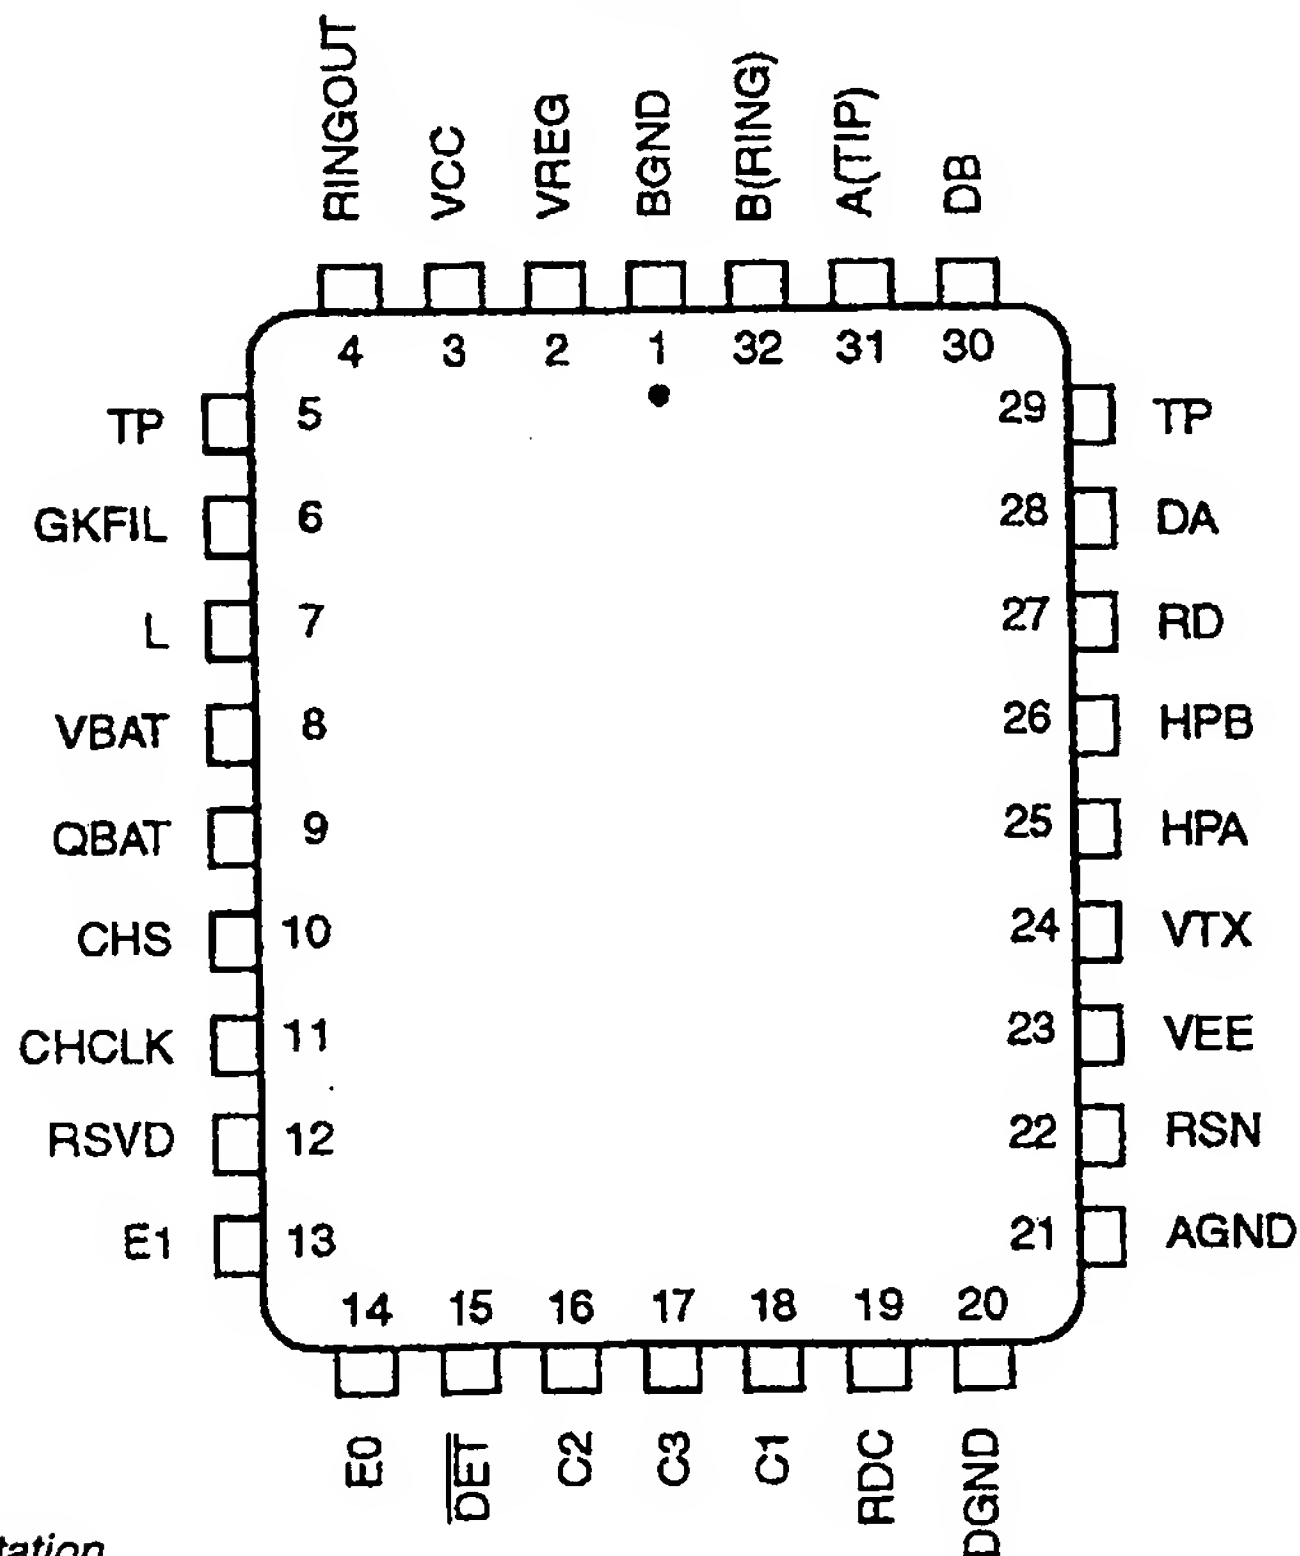 RINGOUT
VCC
VREG
BGND
B(RING)
A(TIP)
DB
4 3 2 1 32 31 30
TP 5 29 TP
GKFIL 6 28 DA
L 7 27 RD
VBAT 8 26 HPB
QBAT 9 25 HPA
CHS 10 24 VTX
CHCLK 11 23 VEE
RSVD 12 22 RSN
E1 13 21 AGND
14 15 16 17 18 19 20
E0
DET
C2
C3
C1
RDC
DGND